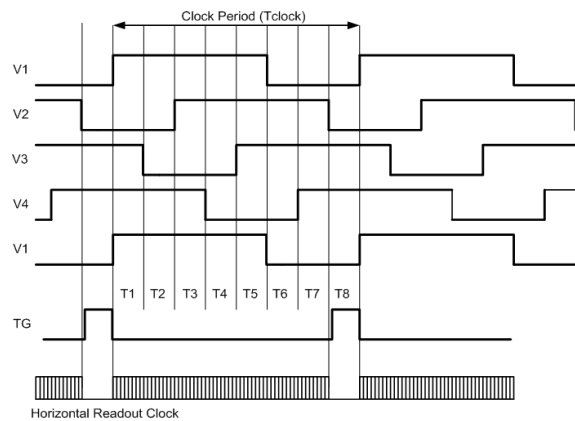 Clock Period (Tclock)
V1
V2
V3
V4
V1
T1 T2 T3 T4 T5 T6 T7 T8
TG
Horizontal Readout Clock